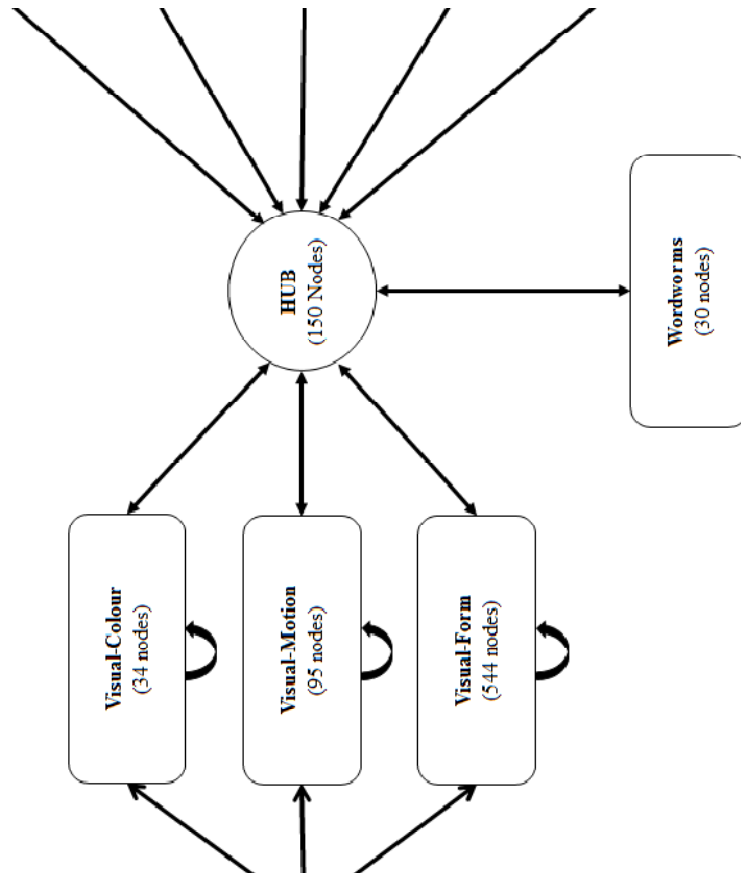 HUB
(150 Nodes)
Wordworms
(30 nodes)
Visual-Colour
(34 nodes)
Visual-Motion
(95 nodes)
Visual-Form
(544 nodes)